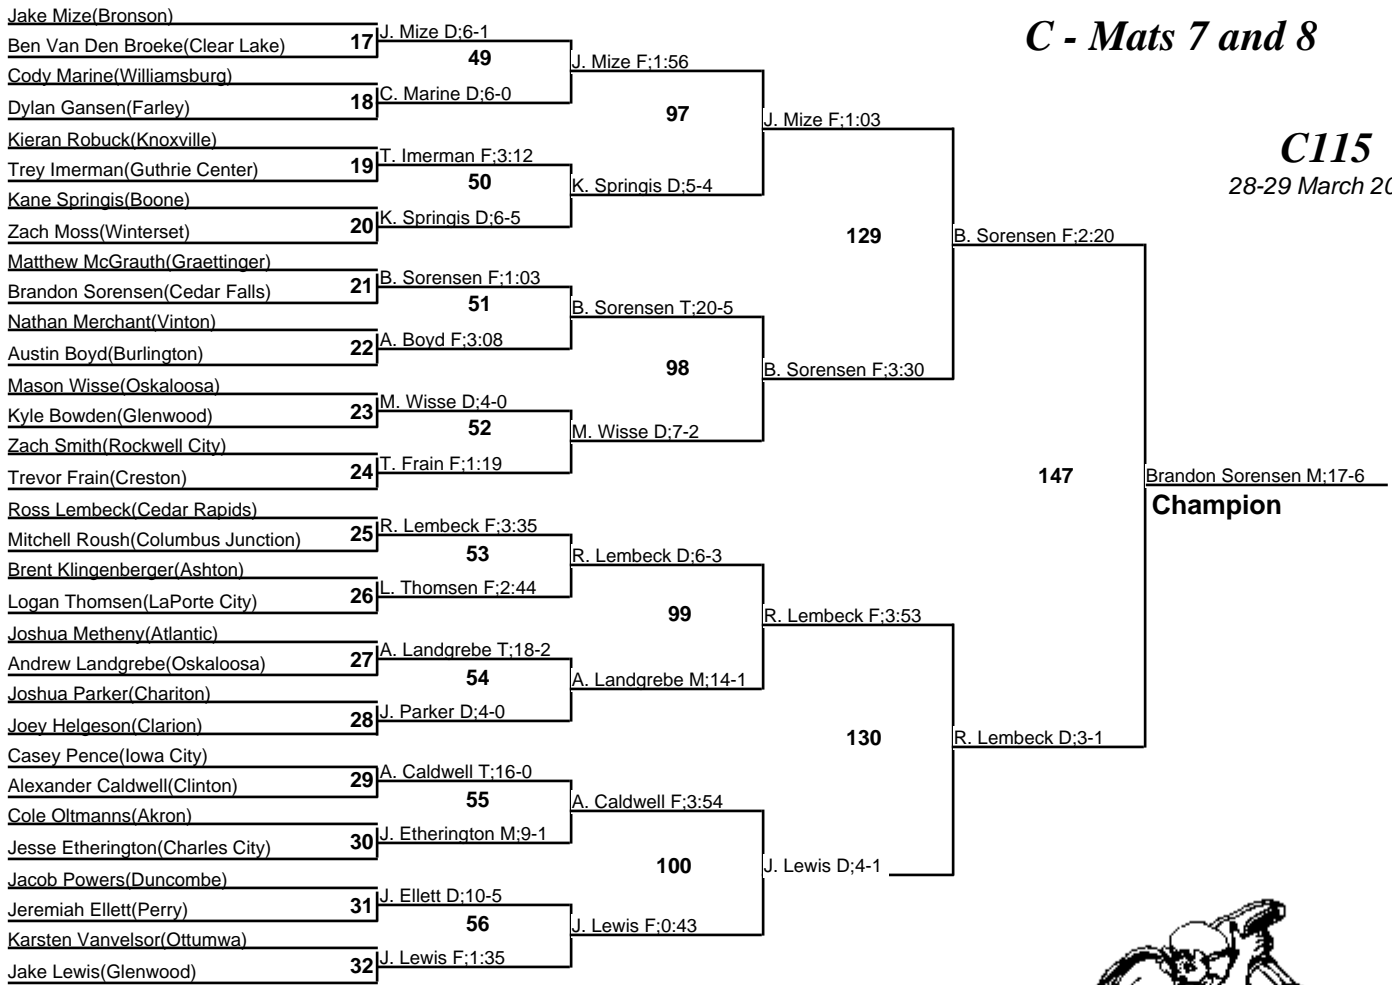 Jake Mize(Bronson)
Ben Van Den Broeke(Clear Lake)
Cody Marine(Williamsburg)
Dylan Gansen(Farley)
Kieran Robuck(Knoxville)
Trey Imerman(Guthrie Center)
Kane Springis(Boone)
Zach Moss(Winterset)
Matthew McGrauth(Graettinger)
Brandon Sorensen(Cedar Falls)
Nathan Merchant(Vinton)
Austin Boyd(Burlington)
Mason Wisse(Oskaloosa)
Kyle Bowden(Glenwood)
Zach Smith(Rockwell City)
Trevor Frain(Creston)
Ross Lembeck(Cedar Rapids)
Mitchell Roush(Columbus Junction)
Brent Klingenberger(Ashton)
Logan Thomsen(LaPorte City)
Joshua Metheny(Atlantic)
Andrew Landgrebe(Oskaloosa)
Joshua Parker(Chariton)
Joey Helgeson(Clarion)
Casey Pence(Iowa City)
Alexander Caldwell(Clinton)
Cole Oltmanns(Akron)
Jesse Etherington(Charles City)
Jacob Powers(Duncombe)
Jeremiah Ellett(Perry)
Karsten Vanvelsor(Ottumwa)
Jake Lewis(Glenwood)
17
18
19
20
21
22
23
24
25
26
27
28
29
30
31
32
J. Mize D;6-1
C. Marine D;6-0
T. Imerman F;3:12
K. Springis D;6-5
B. Sorensen F;1:03
A. Boyd F;3:08
M. Wisse D;4-0
T. Frain F;1:19
R. Lembeck F;3:35
L. Thomsen F;2:44
A. Landgrebe T;18-2
J. Parker D;4-0
A. Caldwell T;16-0
J. Etherington M;9-1
J. Ellett D;10-5
J. Lewis F;1:35
49
50
51
52
53
54
55
56
J. Mize F;1:56
K. Springis D;5-4
B. Sorensen T;20-5
M. Wisse D;7-2
R. Lembeck D;6-3
A. Landgrebe M;14-1
A. Caldwell F;3:54
J. Lewis F;0:43
97
98
99
100
J. Mize F;1:03
B. Sorensen F;3:30
R. Lembeck F;3:53
J. Lewis D;4-1
129
130
B. Sorensen F;2:20
R. Lembeck D;3-1
147
Brandon Sorensen M;17-6
Champion
C - Mats 7 and 8
C115
28-29 March 20